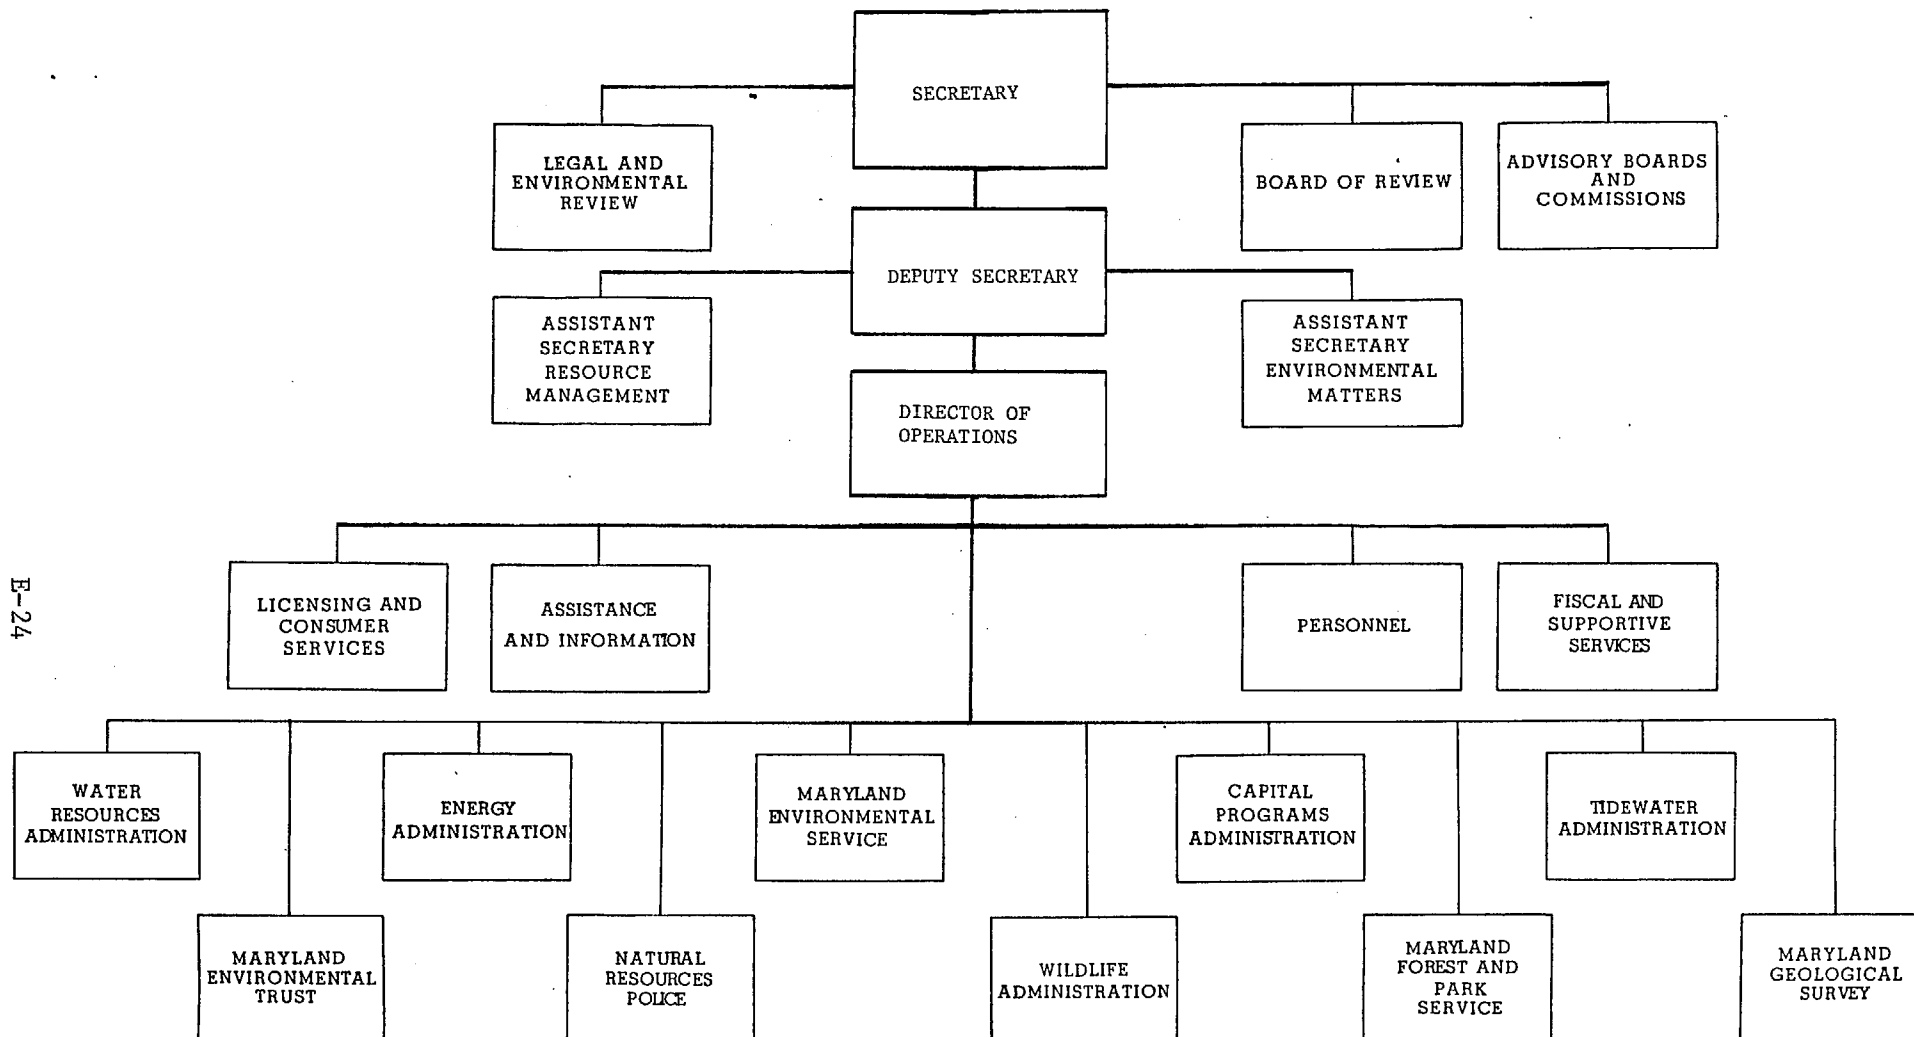 SECRETARY
LEGAL AND
ENVIRONMENTAL
REVIEW
BOARD OF REVIEW
ADVISORY BOARDS
AND
COMMISSIONS
DEPUTY SECRETARY
ASSISTANT
SECRETARY
RESOURCE
MANAGEMENT
ASSISTANT
SECRETARY
ENVIRONMENTAL
MATTERS
DIRECTOR OF
OPERATIONS
LICENSING AND
CONSUMER
SERVICES
ASSISTANCE
AND INFORMATION
PERSONNEL
FISCAL AND
SUPPORTIVE
SERVICES
E-24
WATER
RESOURCES
ADMINISTRATION
ENERGY
ADMINISTRATION
MARYLAND
ENVIRONMENTAL
SERVICE
CAPITAL
PROGRAMS
ADMINISTRATION
TIDEWATER
ADMINISTRATION
MARYLAND
ENVIRONMENTAL
TRUST
NATURAL
RESOURCES
POLICE
WILDLIFE
ADMINISTRATION
MARYLAND
FOREST AND
PARK
SERVICE
MARYLAND
GEOLOGICAL
SURVEY